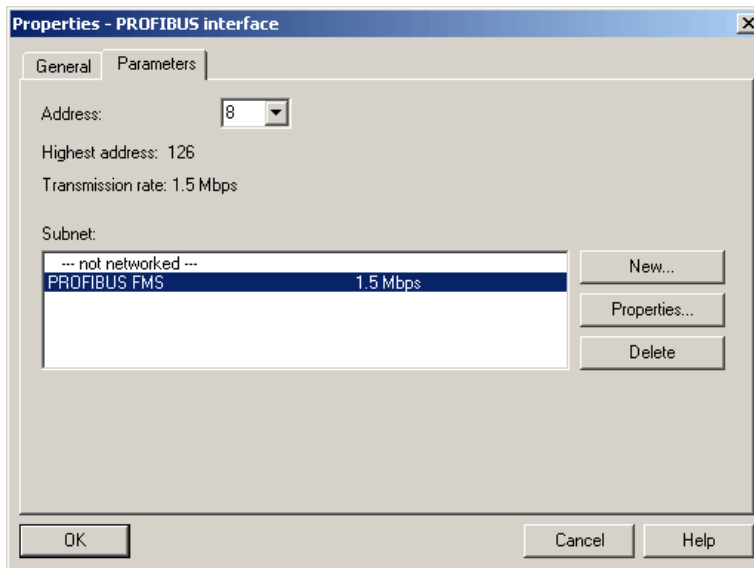 Properties - PROFIBUS interface
General Parameters
Address: 8
Highest address: 126
Transmission rate: 1.5 Mbps
Subnet:
--- not networked ---
PROFIBUS FMS 1.5 Mbps
New...
Properties...
Delete
OK Cancel Help